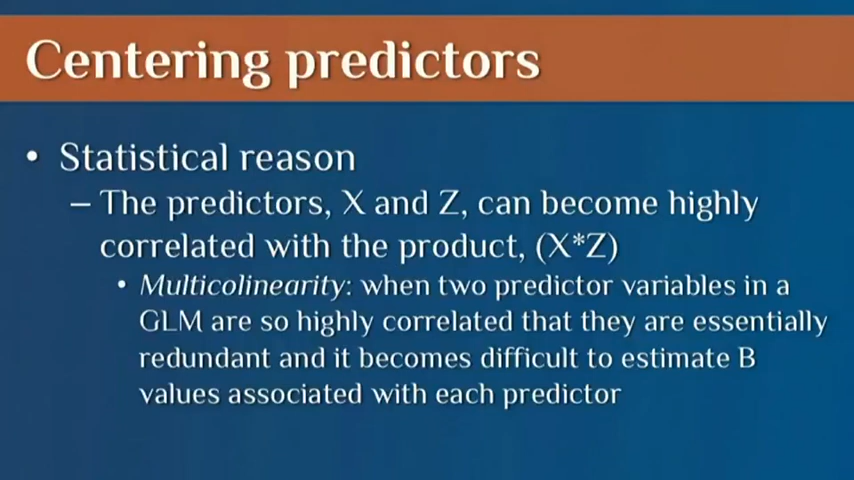 Centering predictors
• Statistical reason
– The predictors, X and Z, can become highly
correlated with the product, (X*Z)
• Multicolinearity: when two predictor variables in a
GLM are so highly correlated that they are essentially
redundant and it becomes difficult to estimate B
values associated with each predictor